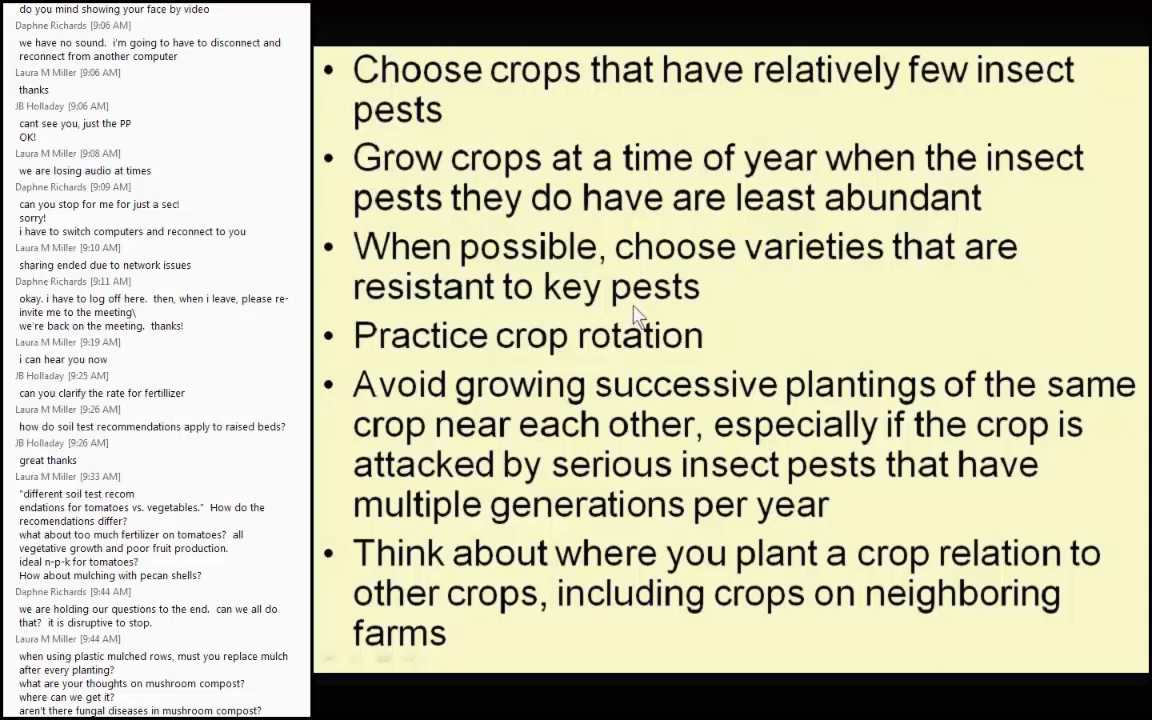 do you mind showing your face by video
Daphne Richards [9:06 AM]
we have no sound.  i'm going to have to disconnect and
reconnect from another computer
Laura M Miller [9:06 AM]
thanks
JB Holladay [9:06 AM]
cant see you, just the PP
OK!
Laura M Miller [9:08 AM]
we are losing audio at times
Daphne Richards [9:09 AM]
can you stop for me for just a sec!
sorry!
i have to switch computers and reconnect to you
Laura M Miller [9:10 AM]
sharing ended due to network issues
Daphne Richards [9:11 AM]
okay. i have to log off here.  then, when i leave, please re-
invite me to the meeting\
we're back on the meeting.  thanks!
Laura M Miller [9:19 AM]
i can hear you now
JB Holladay [9:25 AM]
can you clarify the rate for fertillizer
Laura M Miller [9:26 AM]
how do soil test recommendations apply to raised beds?
JB Holladay [9:26 AM]
great thanks
Laura M Miller [9:33 AM]
"different soil test recom
endations for tomatoes vs. vegetables."  How do the
recomendations differ?
what about too much fertilizer on tomatoes?  all
vegetative growth and poor fruit production.
ideal n-p-k for tomatoes?
How about mulching with pecan shells?
Daphne Richards [9:44 AM]
we are holding our questions to the end.  can we all do
that?  it is disruptive to stop.
Laura M Miller [9:44 AM]
when using plastic mulched rows, must you replace mulch
after every planting?
what are your thoughts on mushroom compost?
where can we get it?
aren't there fungal diseases in mushroom compost?
• Choose crops that have relatively few insect
pests
• Grow crops at a time of year when the insect
pests they do have are least abundant
• When possible, choose varieties that are
resistant to key pests
• Practice crop rotation
• Avoid growing successive plantings of the same
crop near each other, especially if the crop is
attacked by serious insect pests that have
multiple generations per year
• Think about where you plant a crop relation to
other crops, including crops on neighboring
farms